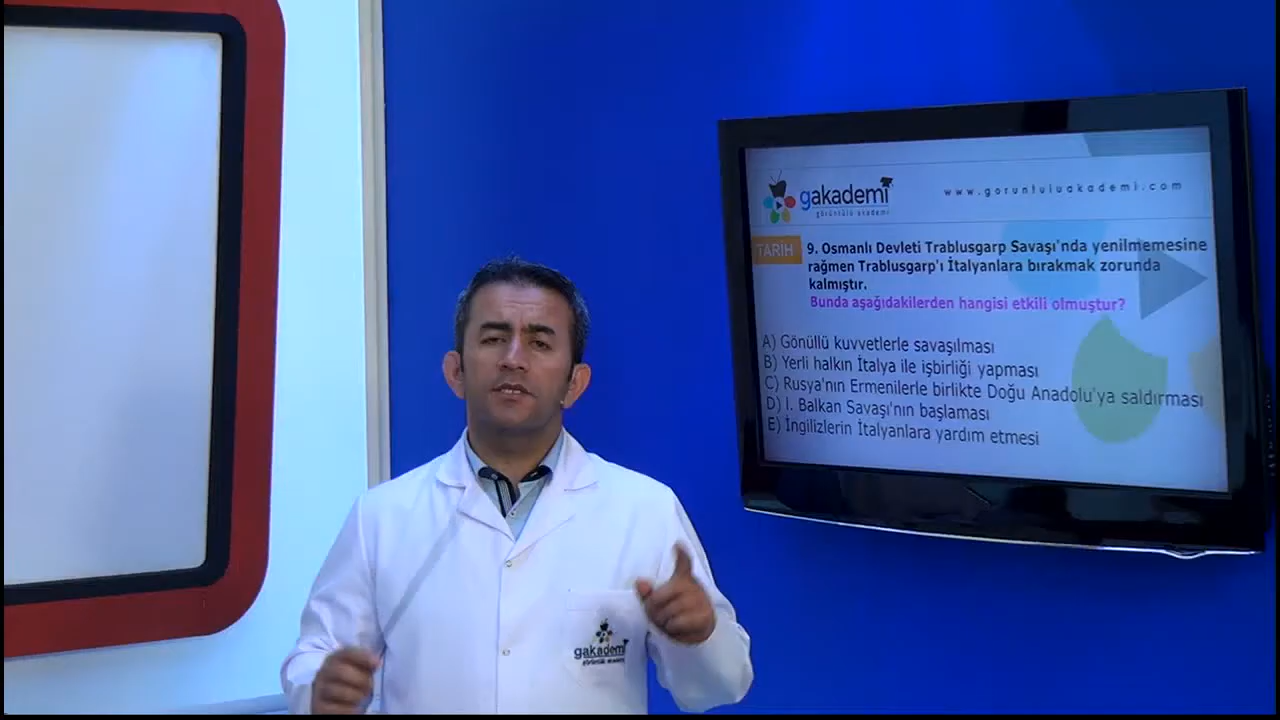 gakademi
görüntülü akademi
www.goruntuluakademi.com
TARİH
9. Osmanlı Devleti Trablusgarp Savaşı'nda yenilmemesine
rağmen Trablusgarp'ı İtalyanlara bırakmak zorunda
kalmıştır.
Bunda aşağıdakilerden hangisi etkili olmuştur?
A) Gönüllü kuvvetlerle savaşılması
B) Yerli halkın İtalya ile işbirliği yapması
C) Rusya'nın Ermenilerle birlikte Doğu Anadolu'ya saldırması
D) I. Balkan Savaşı'nın başlaması
E) İngilizlerin İtalyanlara yardım etmesi
gakademi
görüntülü akademi